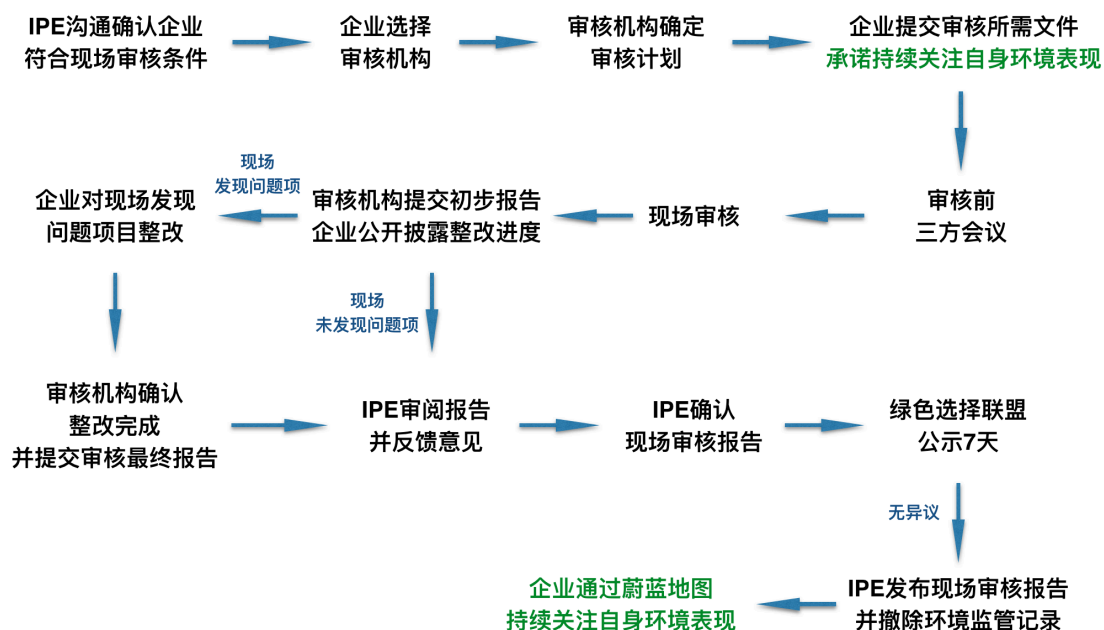 IPE沟通确认企业
符合现场审核条件
企业选择
审核机构
审核机构确定
审核计划
企业提交审核所需文件
承诺持续关注自身环境表现
审核前
三方会议
现场审核
审核机构提交初步报告
企业公开披露整改进度
现场
发现问题项
企业对现场发现
问题项目整改
现场
未发现问题项
审核机构确认
整改完成
并提交审核最终报告
IPE审阅报告
并反馈意见
IPE确认
现场审核报告
绿色选择联盟
公示7天
无异议
IPE发布现场审核报告
并撤除环境监管记录
企业通过蔚蓝地图
持续关注自身环境表现